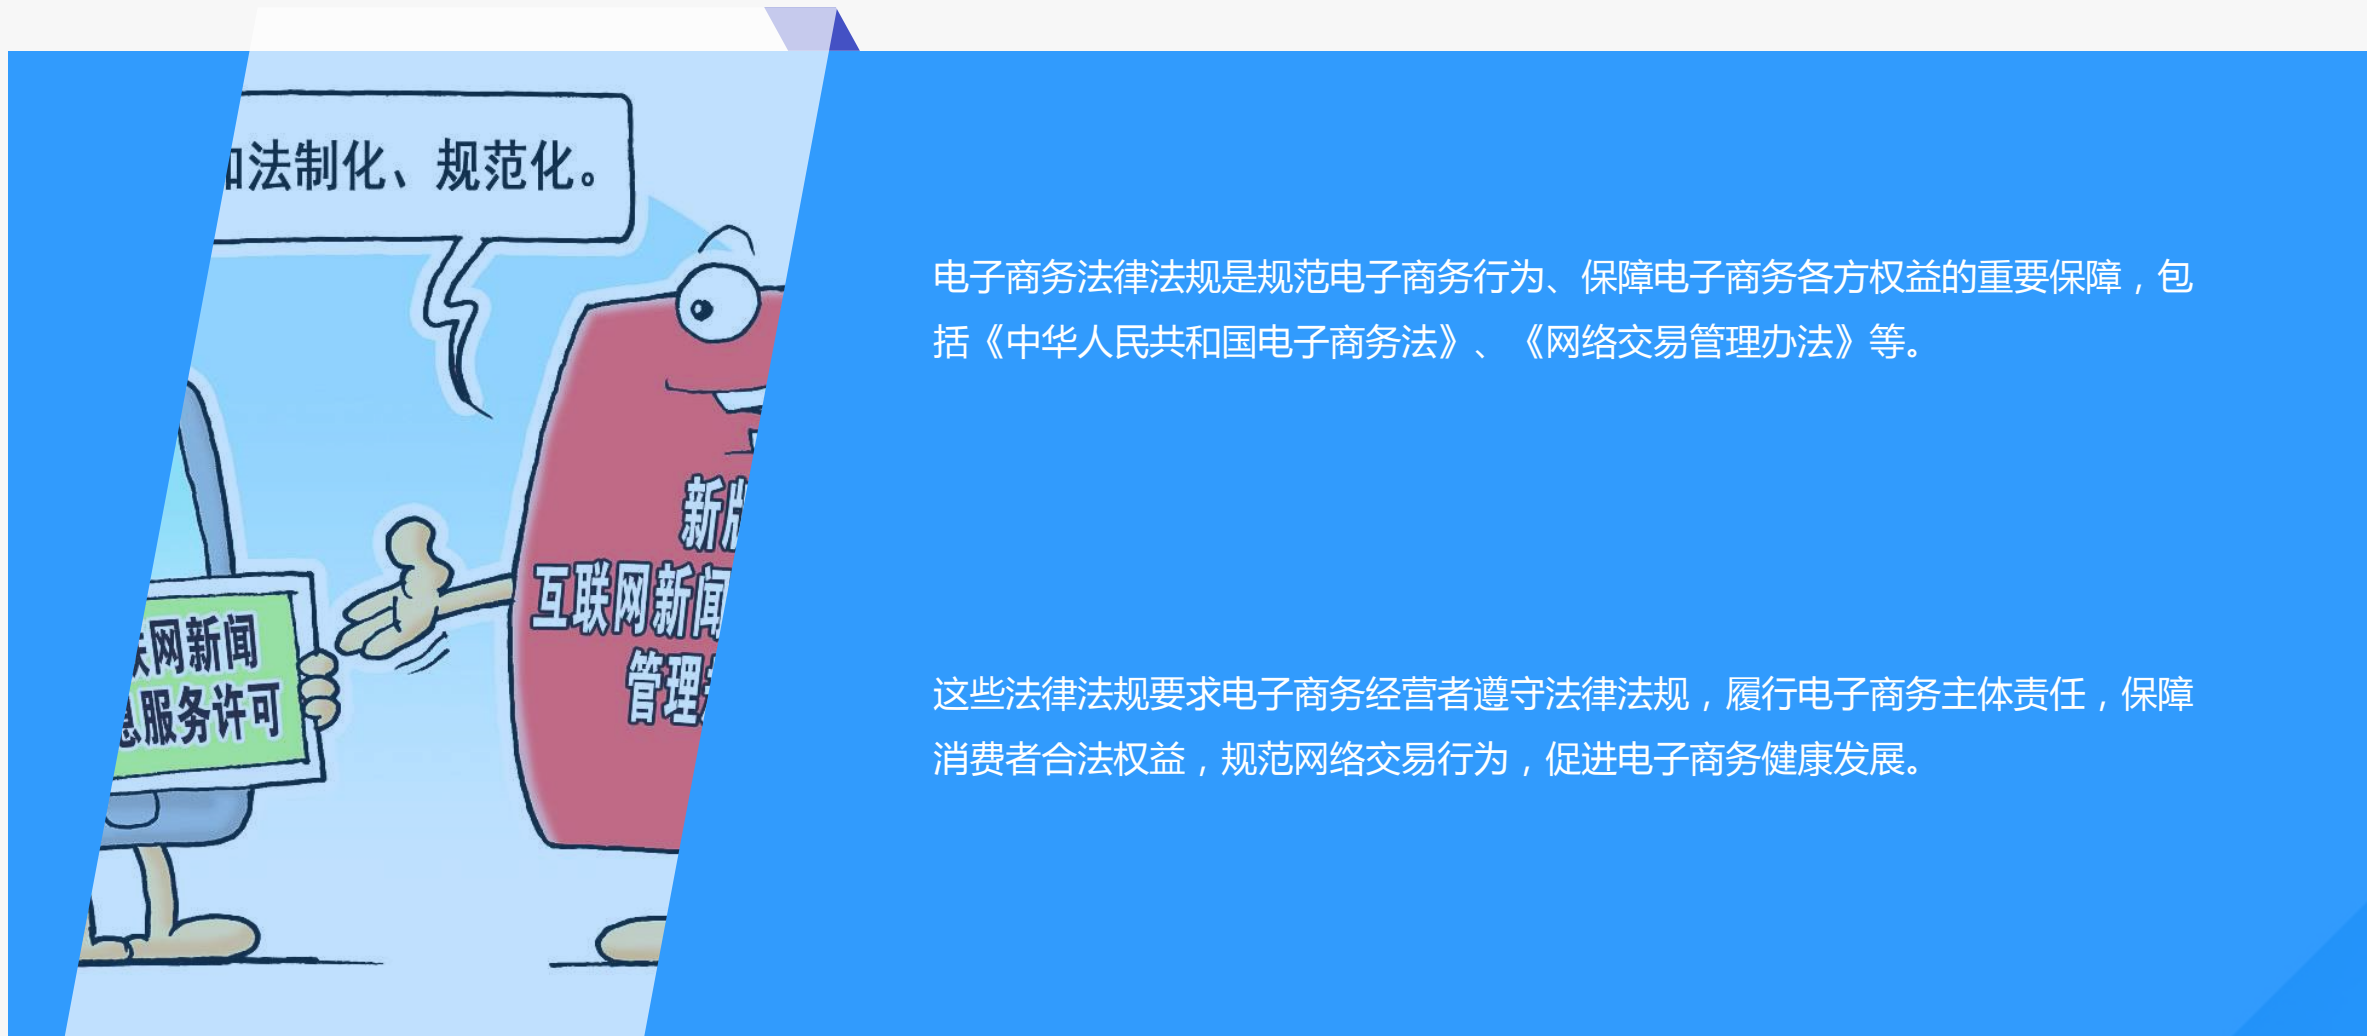 法制化、规范化。
新
互联网新闻
管理
网新闻
服务许可
电子商务法律法规是规范电子商务行为、保障电子商务各方权益的重要保障，包
括《中华人民共和国电子商务法》、《网络交易管理办法》等。
这些法律法规要求电子商务经营者遵守法律法规，履行电子商务主体责任，保障
消费者合法权益，规范网络交易行为，促进电子商务健康发展。